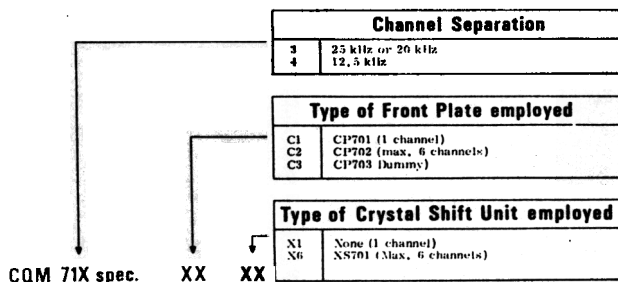 Channel Separation
3 25 kHz or 20 kHz
4 12,5 kHz
Type of Front Plate employed
C1 CP701 (1 channel)
C2 CP702 (max. 6 channels)
C3 CP703 Dummy)
Type of Crystal Shift Unit employed
X1 None (1 channel)
X6 XS701 (Max. 6 channels)
CQM 71X spec. XX XX